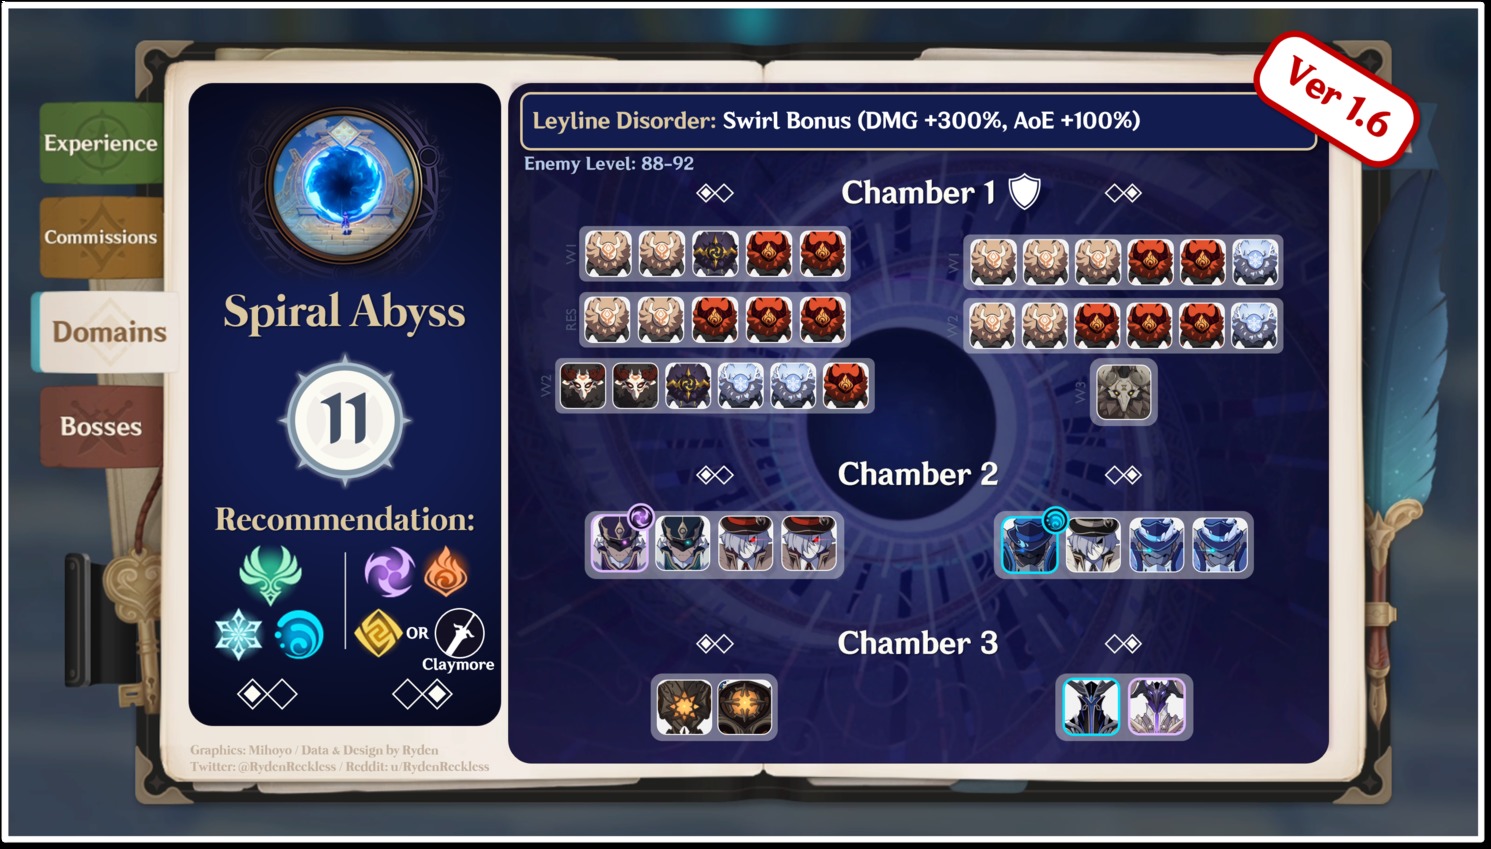 Ver 1.6
Experience
Commissions
Domains
Bosses
Spiral Abyss
11
Recommendation:
OR
Claymore
Graphics: Mihoyo / Data & Design by Ryden
Twitter: @RydenReckless / Reddit: u/RydenReckless
Leyline Disorder: Swirl Bonus (DMG +300%, AoE +100%)
Enemy Level: 88-92
Chamber 1
W1
W1
RES
W2
W2
W3
Chamber 2
Chamber 3